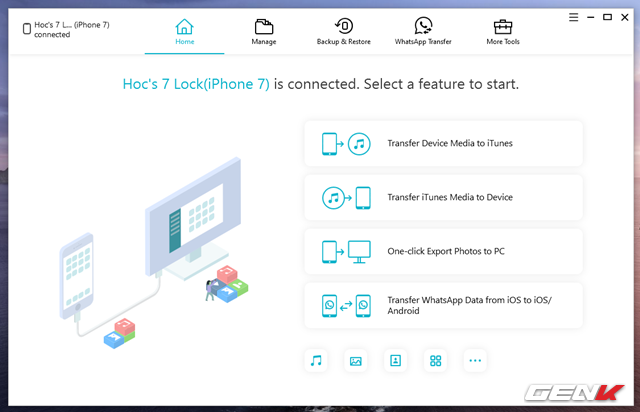 Hoc's 7 L... (iPhone 7)
connected
Home
Manage
Backup & Restore
WhatsApp Transfer
More Tools
Hoc's 7 Lock(iPhone 7) is connected. Select a feature to start.
Transfer Device Media to iTunes
Transfer iTunes Media to Device
One-click Export Photos to PC
Transfer WhatsApp Data from iOS to iOS/
Android
GENK